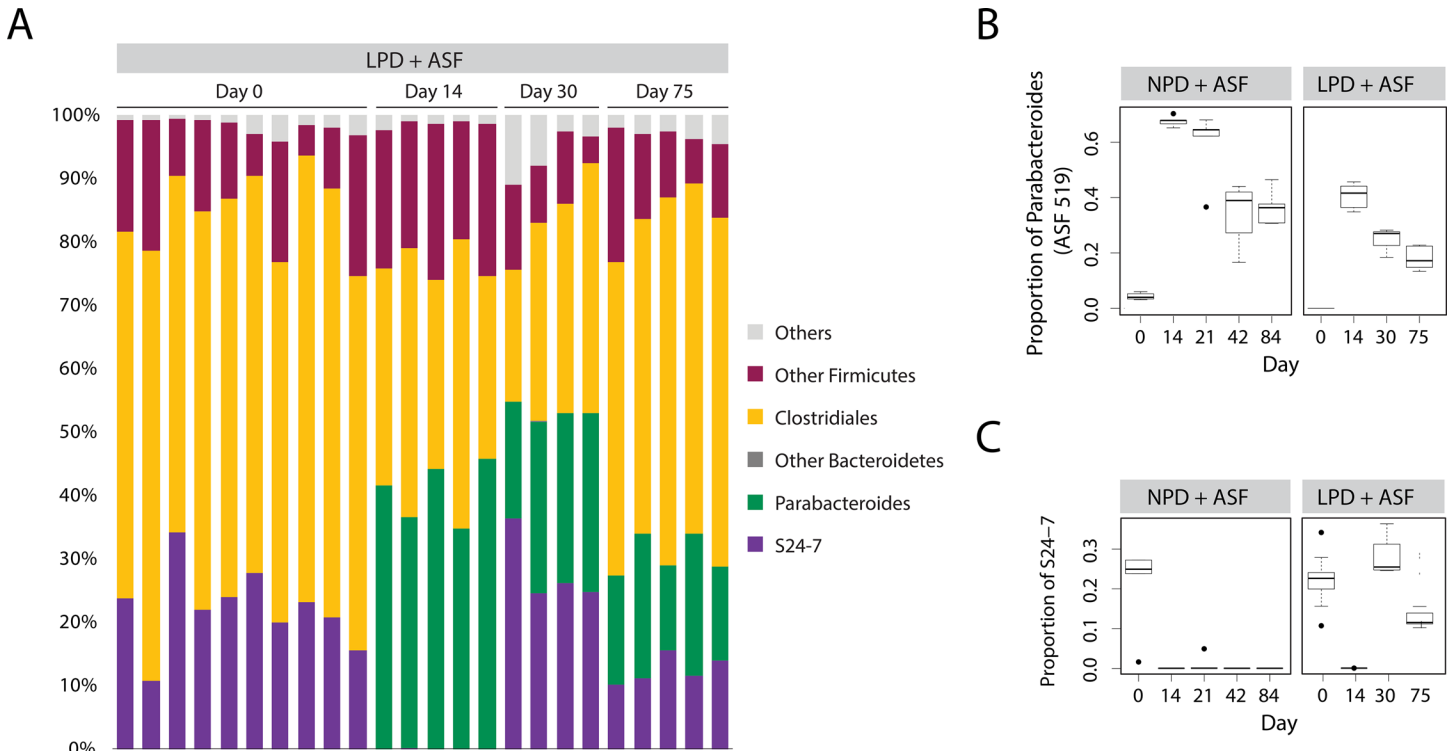 A
LPD + ASF
Day 0 Day 14 Day 30 Day 75
100%
90%
80%
70%
60%
50%
40%
30%
20%
10%
0%
Others
Other Firmicutes
Clostridiales
Other Bacteroidetes
Parabacteroides
S24-7
B
NPD + ASF LPD + ASF
Proportion of Parabacteroides
(ASF 519)
0.6
0.4
0.2
0.0
0 14 21 42 84 0 14 30 75
Day
C
NPD + ASF LPD + ASF
Proportion of S24–7
0.3
0.2
0.1
0.0
0 14 21 42 84 0 14 30 75
Day